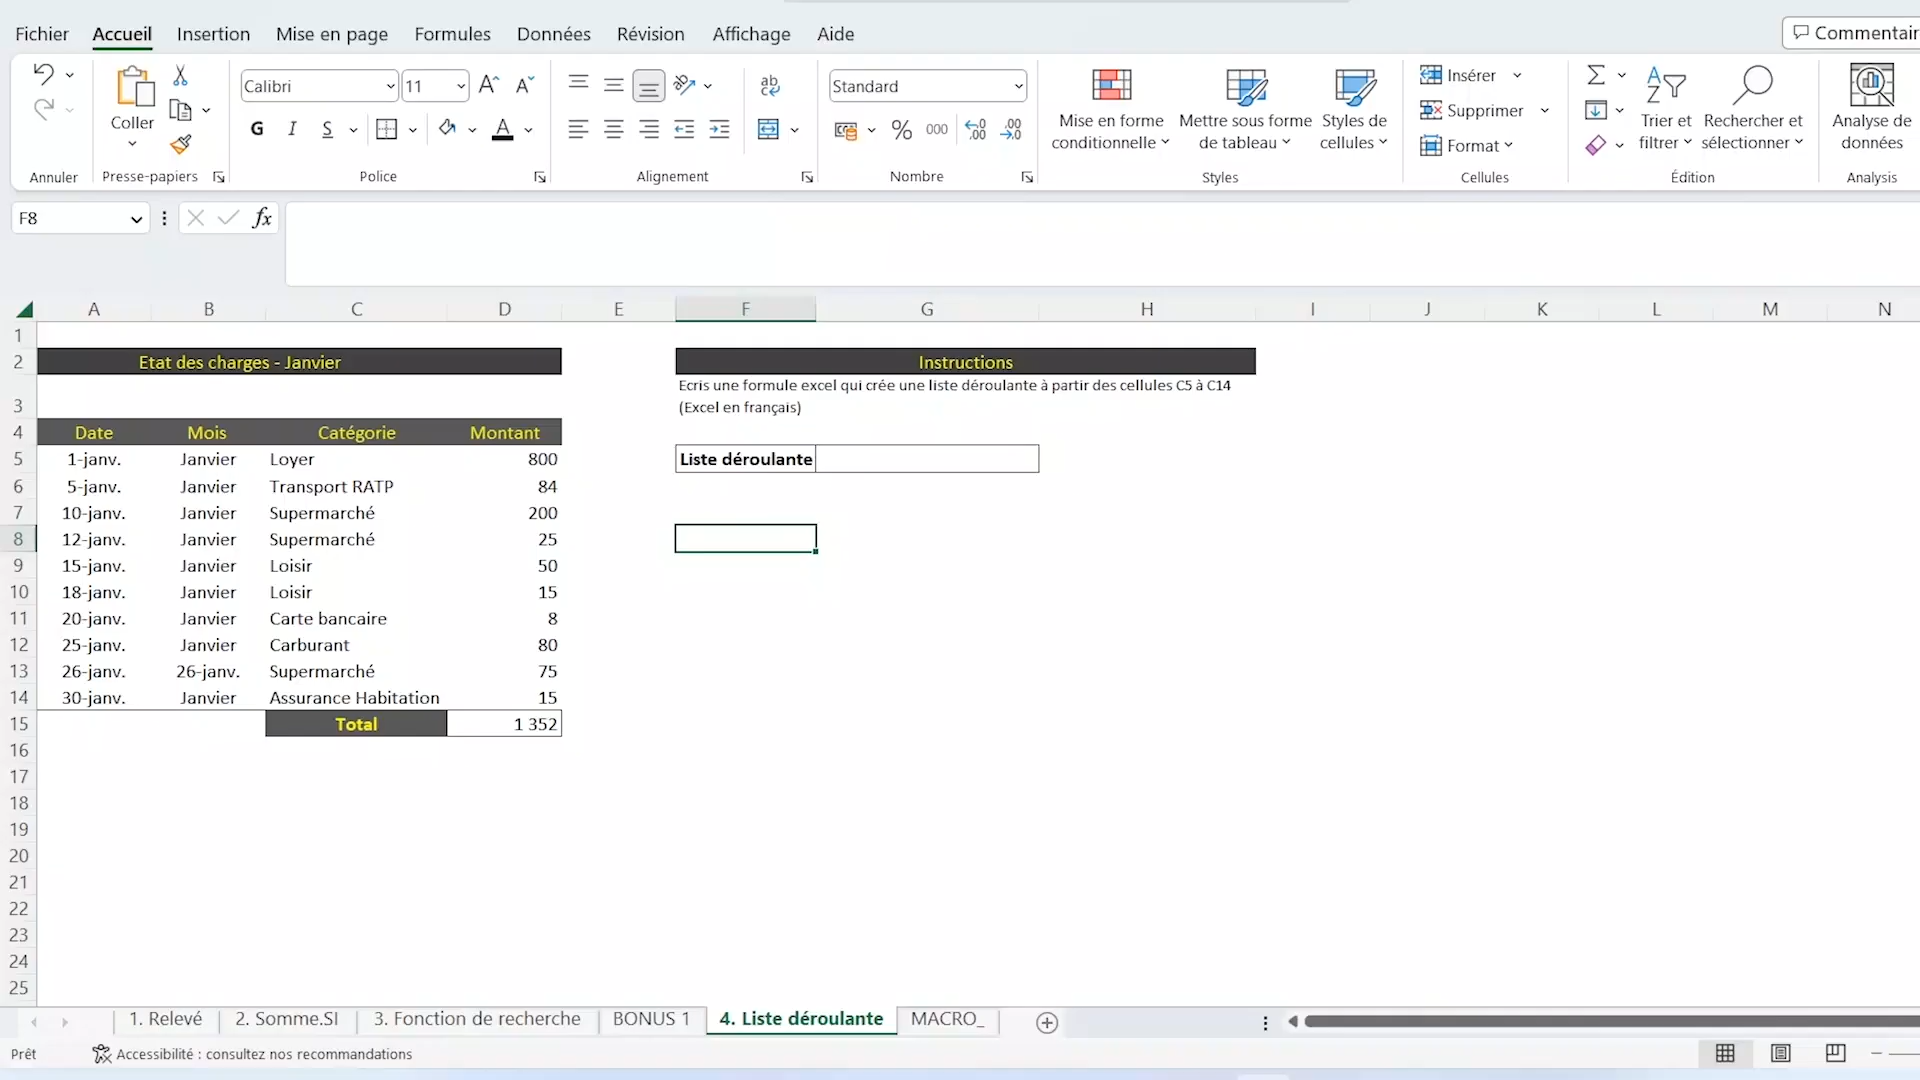 Fichier Accueil Insertion Mise en page Formules Données Révision Affichage Aide Commentair
Calibri 11 Standard Insérer
Coller Mise en forme conditionnelle Mettre sous forme de tableau Styles de cellules Supprimer Trier et filtrer Rechercher et sélectionner Analyse de données
G I S A % 000 Format
Annuler Presse-papiers Police Alignement Nombre Styles Cellules Édition Analysis
F8 fx
A B C D E F G H I J K L M N
1
2 Etat des charges - Janvier Instructions
Ecris une formule excel qui crée une liste déroulante à partir des cellules C5 à C14
3 (Excel en français)
4 Date Mois Catégorie Montant
5 1-janv. Janvier Loyer 800 Liste déroulante
6 5-janv. Janvier Transport RATP 84
7 10-janv. Janvier Supermarché 200
8 12-janv. Janvier Supermarché 25
9 15-janv. Janvier Loisir 50
10 18-janv. Janvier Loisir 15
11 20-janv. Janvier Carte bancaire 8
12 25-janv. Janvier Carburant 80
13 26-janv. 26-janv. Supermarché 75
14 30-janv. Janvier Assurance Habitation 15
15 Total 1 352
16
17
18
19
20
21
22
23
24
25
1. Relevé 2. Somme.SI 3. Fonction de recherche BONUS 1 4. Liste déroulante MACRO_
Prêt Accessibilité : consultez nos recommandations